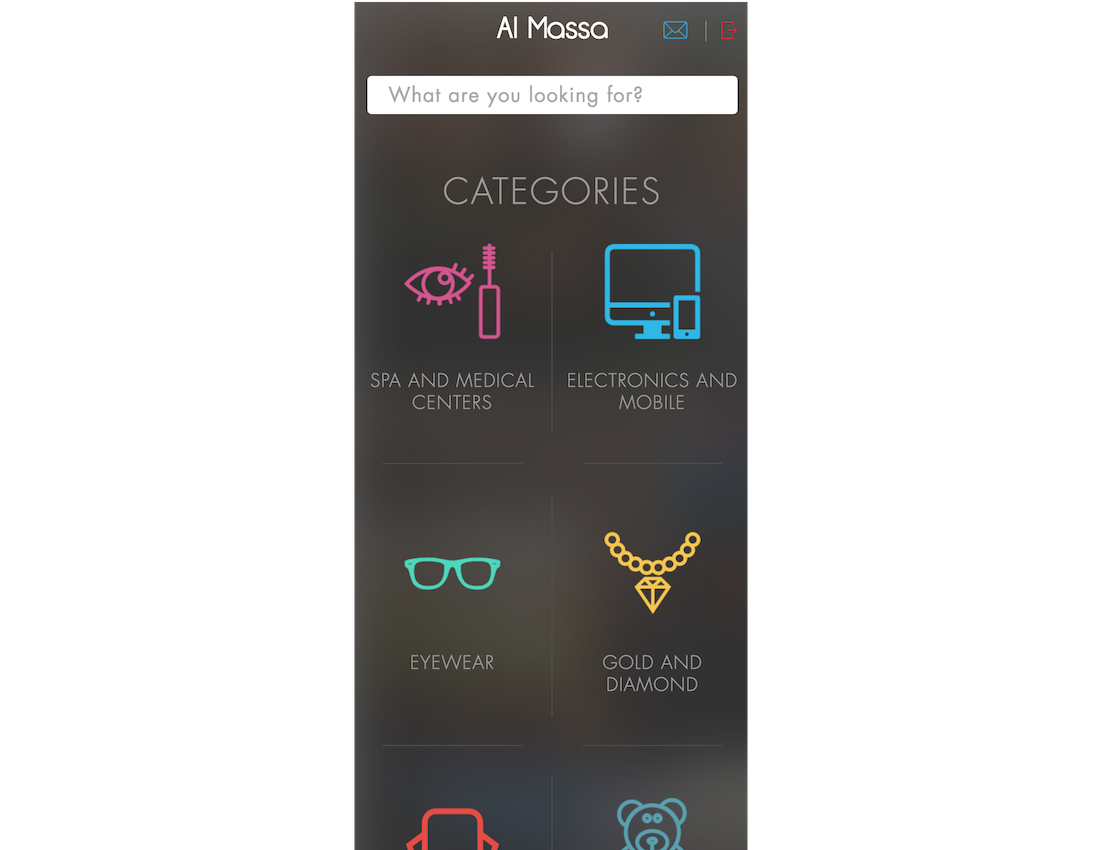 Al Massa
What are you looking for?
CATEGORIES
SPA AND MEDICAL
CENTERS
ELECTRONICS AND
MOBILE
EYEWEAR
GOLD AND
DIAMOND